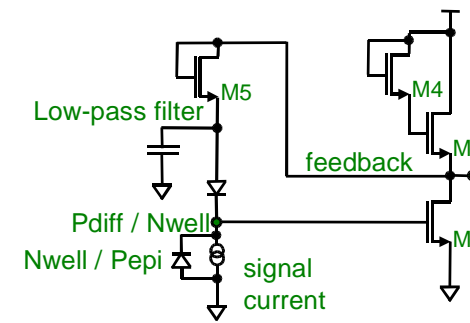 M5
M4
Low-pass filter
M
feedback
Pdiff / Nwell
M
Nwell / Pepi
signal
current